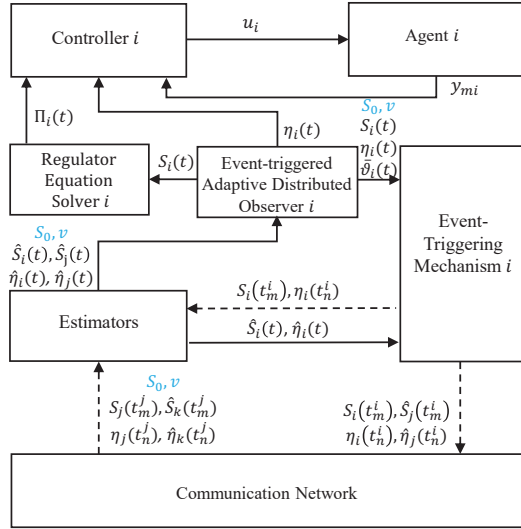 Controller i
u_i
Agent i
y_{mi}
Π_i(t)
η_i(t)
S_0, v
S_i(t)
η_i(t)
ϑ̄_i(t)
Regulator
Equation
Solver i
S_i(t)
Event-triggered
Adaptive Distributed
Observer i
Event-
Triggering
Mechanism i
S_0, v
Ŝ_i(t), Ŝ_j(t)
η̂_i(t), η̂_j(t)
S_i(t_m^i), η_i(t_n^i)
Estimators
Ŝ_i(t), η̂_i(t)
S_0, v
S_j(t_m^j), Ŝ_k(t_m^j)
η_j(t_n^j), η̂_k(t_n^j)
S_i(t_m^i), Ŝ_j(t_m^i)
η_i(t_n^i), η̂_j(t_n^i)
Communication Network